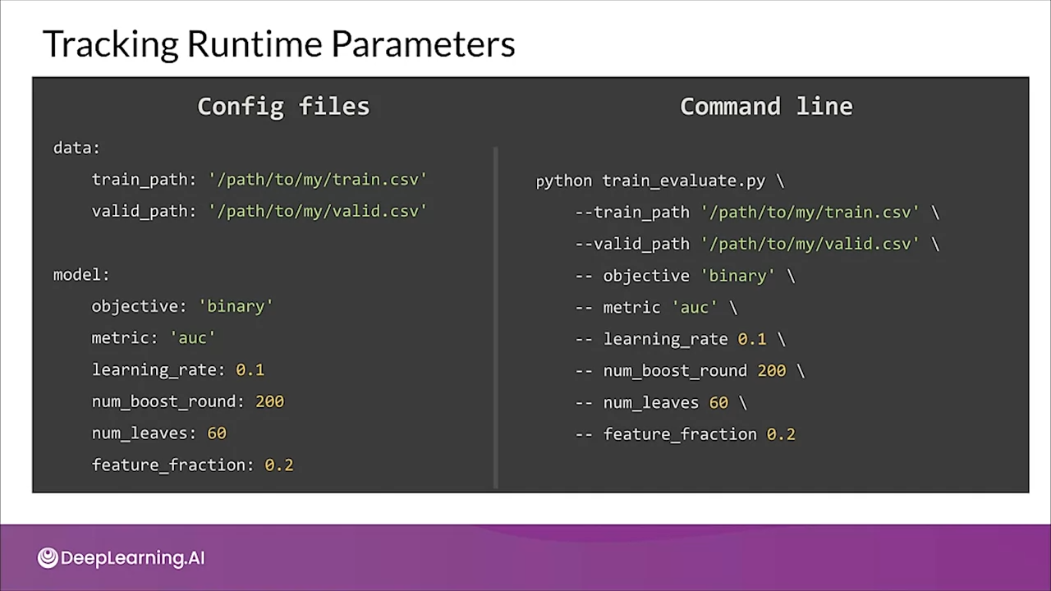 Tracking Runtime Parameters
Config files
data:
train_path: '/path/to/my/train.csv'
valid_path: '/path/to/my/valid.csv'
model:
objective: 'binary'
metric: 'auc'
learning_rate: 0.1
num_boost_round: 200
num_leaves: 60
feature_fraction: 0.2
Command line
python train_evaluate.py \
--train_path '/path/to/my/train.csv' \
--valid_path '/path/to/my/valid.csv' \
-- objective 'binary' \
-- metric 'auc' \
-- learning_rate 0.1 \
-- num_boost_round 200 \
-- num_leaves 60 \
-- feature_fraction 0.2
DeepLearning.AI